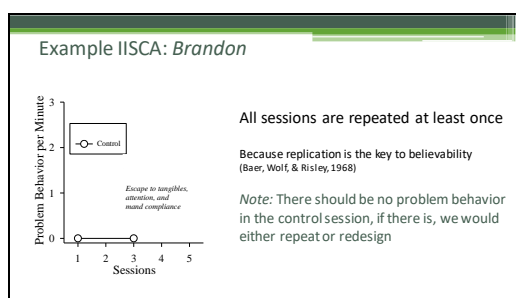 Example IISCA: Brandon
3
2
1
0
Problem Behavior per Minute
Control
Escape to tangibles,
attention, and
mand compliance
1 2 3 4 5
Sessions
All sessions are repeated at least once
Because replication is the key to believability
(Baer, Wolf, & Risley, 1968)
Note: There should be no problem behavior
in the control session, if there is, we would
either repeat or redesign